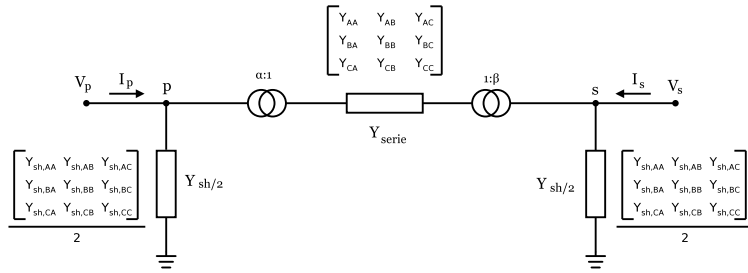 Y_AA Y_AB Y_AC
Y_BA Y_BB Y_BC
Y_CA Y_CB Y_CC
V_p I_p p α:1 1:β s I_s V_s
Y_serie
Y_sh,AA Y_sh,AB Y_sh,AC
Y_sh,BA Y_sh,BB Y_sh,BC
Y_sh,CA Y_sh,CB Y_sh,CC
2
Y_sh/2
Y_sh/2
Y_sh,AA Y_sh,AB Y_sh,AC
Y_sh,BA Y_sh,BB Y_sh,BC
Y_sh,CA Y_sh,CB Y_sh,CC
2